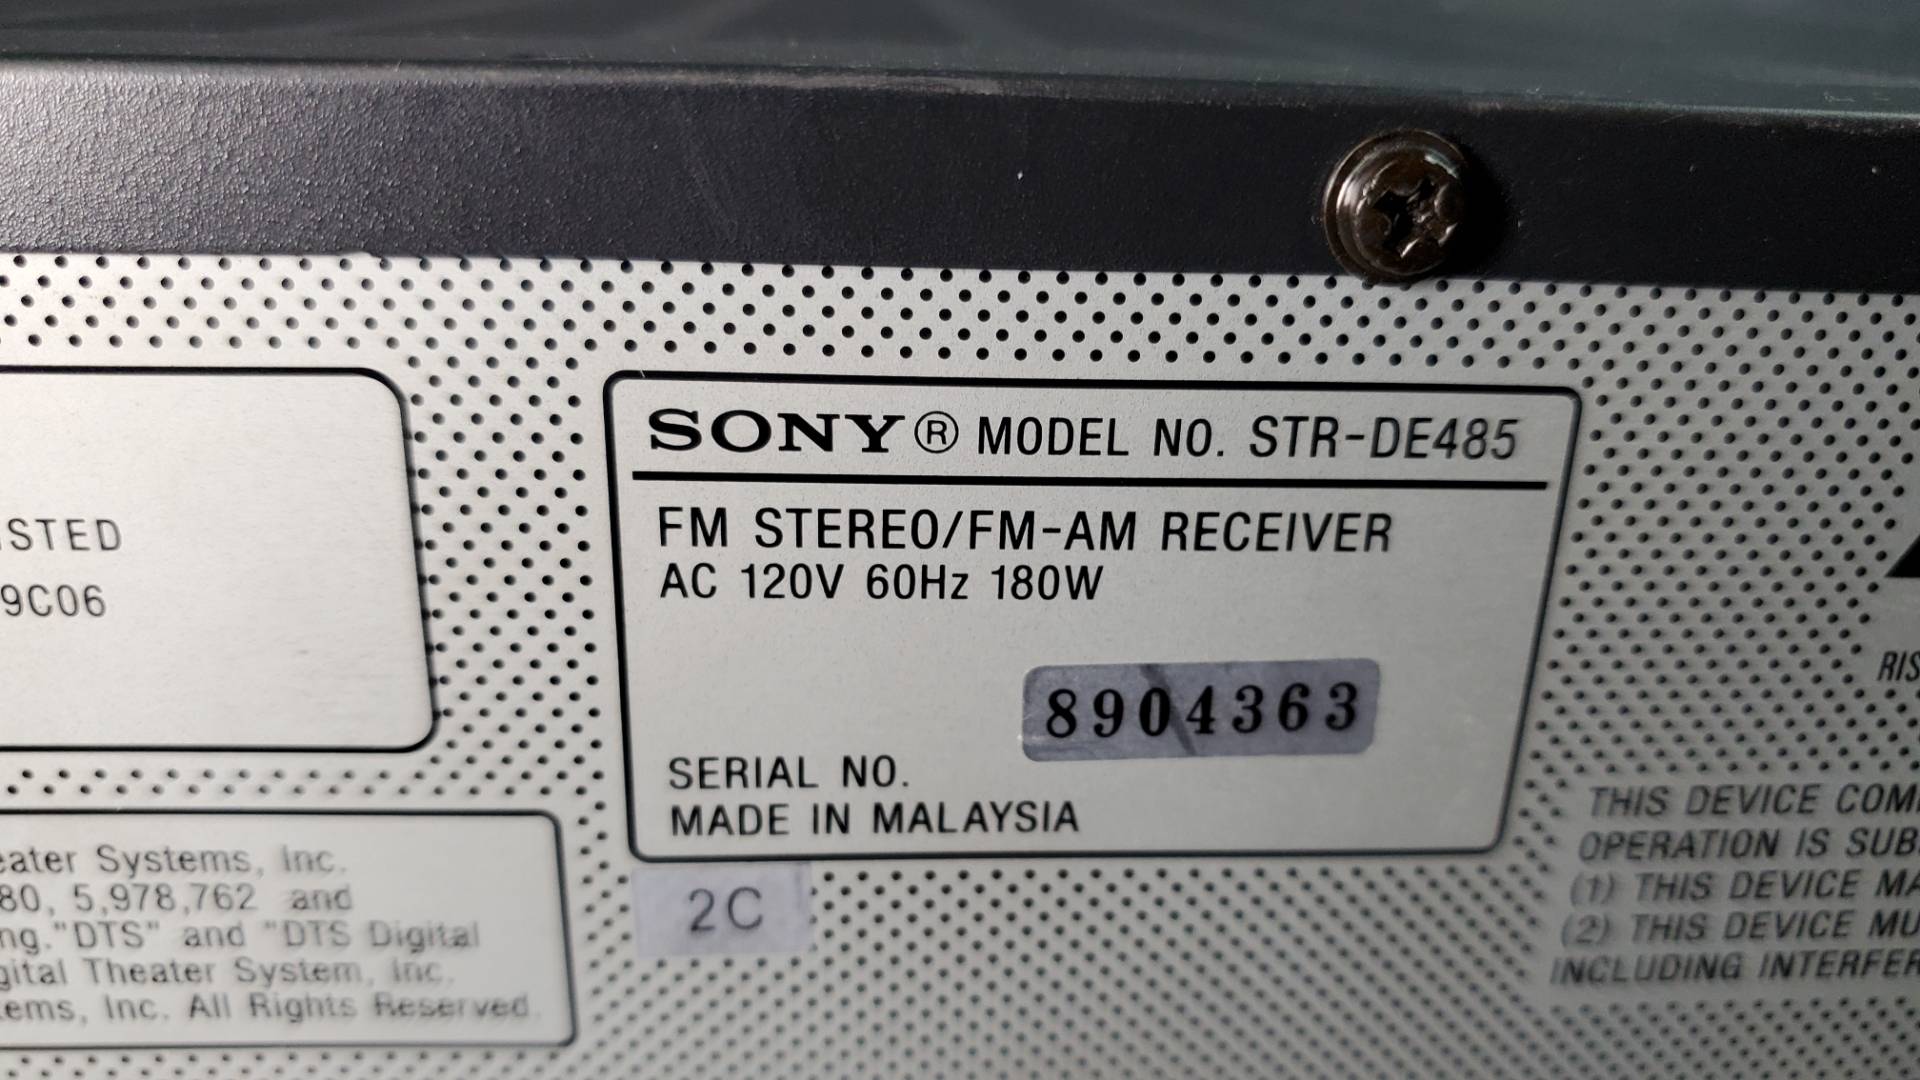 SONY® MODEL NO. STR-DE485
FM STEREO/FM-AM RECEIVER
AC 120V 60Hz 180W
8904363
SERIAL NO.
MADE IN MALAYSIA
2C
ISTED
9C06
eater Systems, Inc.
80, 5,978,762 and
ng."DTS" and "DTS Digital
gital Theater System, Inc.
tems, Inc. All Rights Reserved.
RIS
THIS DEVICE COM
OPERATION IS SUB
(1) THIS DEVICE MA
(2) THIS DEVICE MU
INCLUDING INTERFER